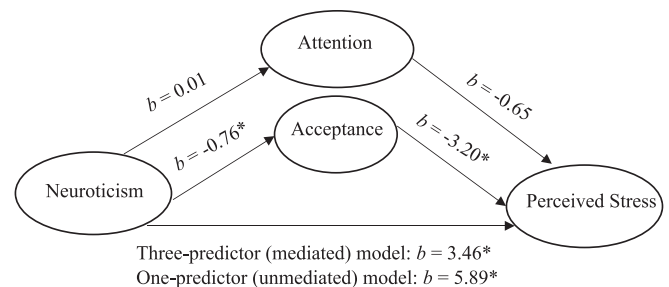 Attention
b = 0.01
b = -0.65
Acceptance
b = -0.76*
b = -3.20*
Neuroticism
Perceived Stress
Three-predictor (mediated) model: b = 3.46*
One-predictor (unmediated) model: b = 5.89*